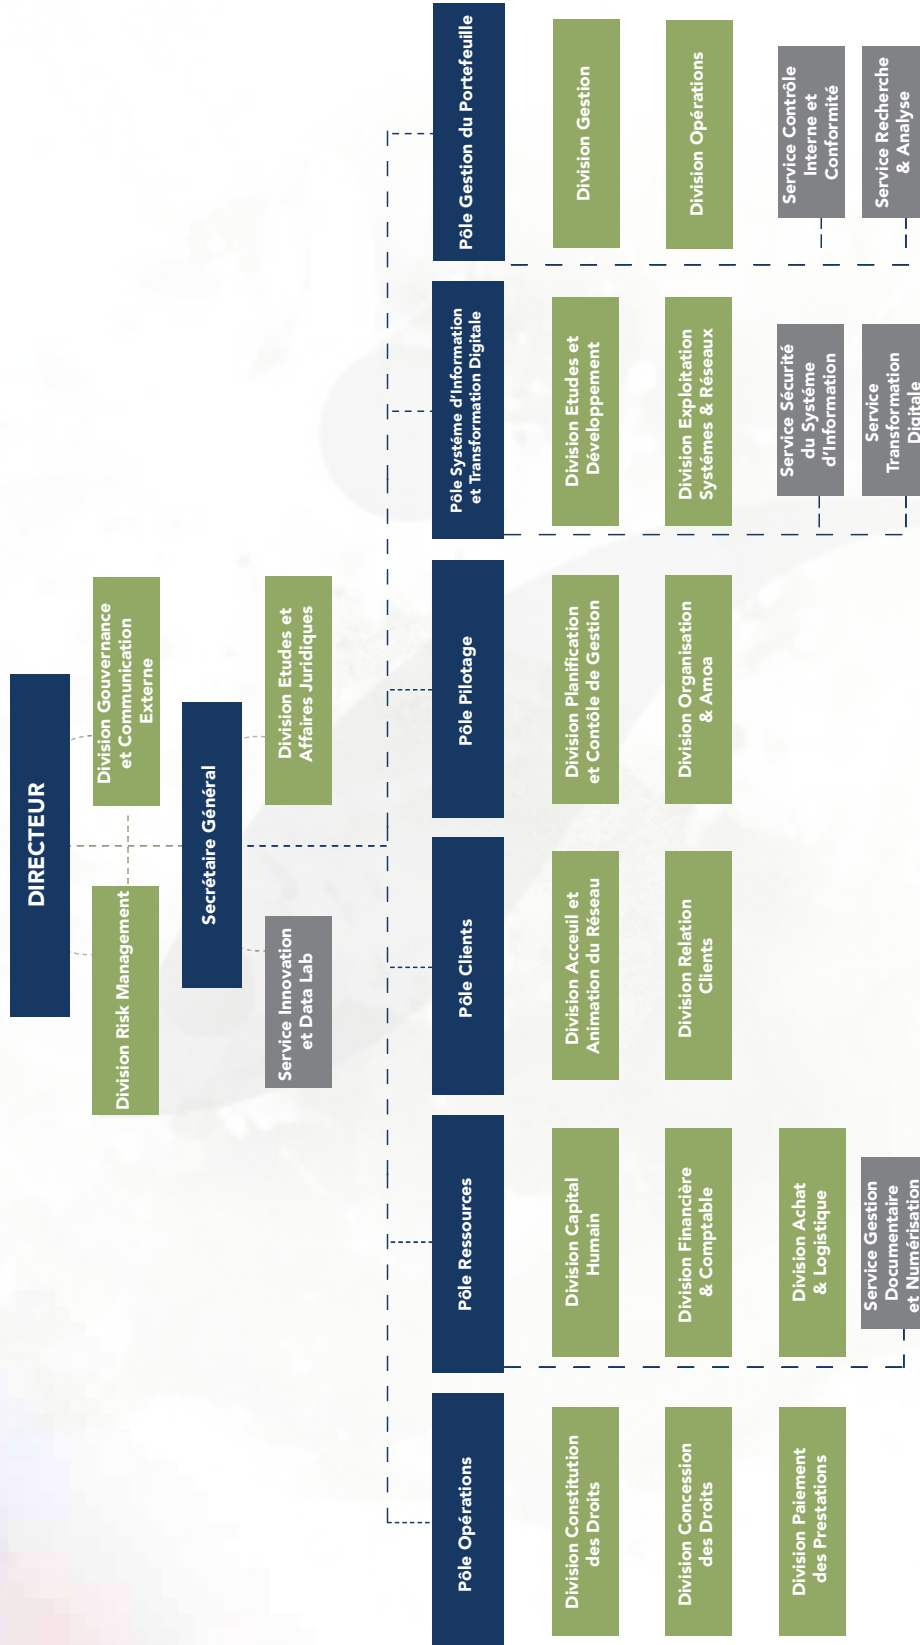 DIRECTEUR
Division Risk Management
Division Gouvernance
et Communication
Externe
Secrétaire Général
Service Innovation
et Data Lab
Division Etudes et
Affaires Juridiques
Pôle Opérations
Division Constitution
des Droits
Division Concession
des Droits
Division Paiement
des Prestations
Pôle Ressources
Division Capital
Humain
Division Financière
& Comptable
Division Achat
& Logistique
Service Gestion
Documentaire
et Numérisation
Pôle Clients
Division Acceuil et
Animation du Réseau
Division Relation
Clients
Pôle Pilotage
Division Planification
et Contôle de Gestion
Division Organisation
& Amoa
Pôle Systéme d'Information
et Transformation Digitale
Division Etudes et
Développement
Division Exploitation
Systémes & Réseaux
Service Sécurité
du Systéme
d'Information
Service
Transformation
Digitale
Pôle Gestion du Portefeuille
Division Gestion
Division Opérations
Service Contrôle
Interne et
Conformité
Service Recherche
& Analyse